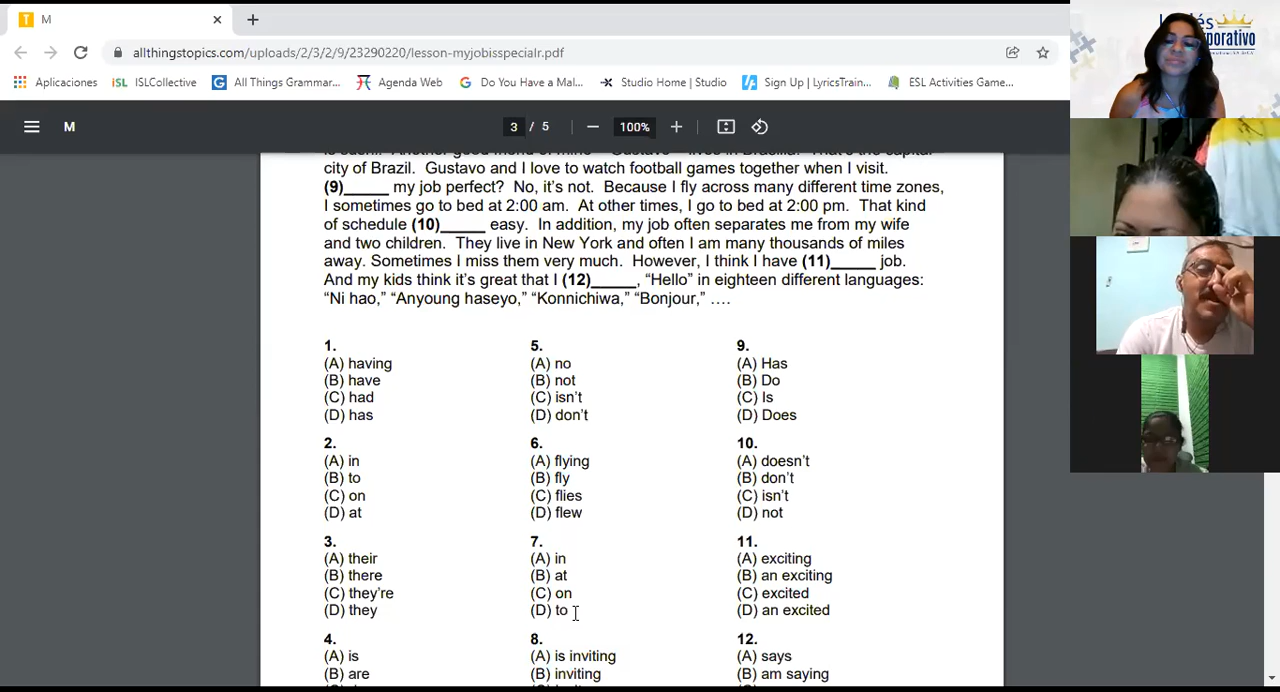 M
allthingstopics.com/uploads/2/3/2/9/23290220/lesson-myjobisspecialr.pdf
Aplicaciones
iSL ISLCollective
G All Things Grammar...
Agenda Web
G Do You Have a Mal...
Studio Home | Studio
Sign Up | LyricsTrain...
ESL Activities Game...
M
3 / 5
100%
city of Brazil. Gustavo and I love to watch football games together when I visit.
(9)_____ my job perfect? No, it's not. Because I fly across many different time zones,
I sometimes go to bed at 2:00 am. At other times, I go to bed at 2:00 pm. That kind
of schedule (10)_____ easy. In addition, my job often separates me from my wife
and two children. They live in New York and often I am many thousands of miles
away. Sometimes I miss them very much. However, I think I have (11)_____ job.
And my kids think it's great that I (12)_____, "Hello" in eighteen different languages:
"Ni hao," "Anyoung haseyo," "Konnichiwa," "Bonjour," ….
1.
(A) having
(B) have
(C) had
(D) has
2.
(A) in
(B) to
(C) on
(D) at
3.
(A) their
(B) there
(C) they're
(D) they
4.
(A) is
(B) are
5.
(A) no
(B) not
(C) isn't
(D) don't
6.
(A) flying
(B) fly
(C) flies
(D) flew
7.
(A) in
(B) at
(C) on
(D) to
8.
(A) is inviting
(B) inviting
9.
(A) Has
(B) Do
(C) Is
(D) Does
10.
(A) doesn't
(B) don't
(C) isn't
(D) not
11.
(A) exciting
(B) an exciting
(C) excited
(D) an excited
12.
(A) says
(B) am saying